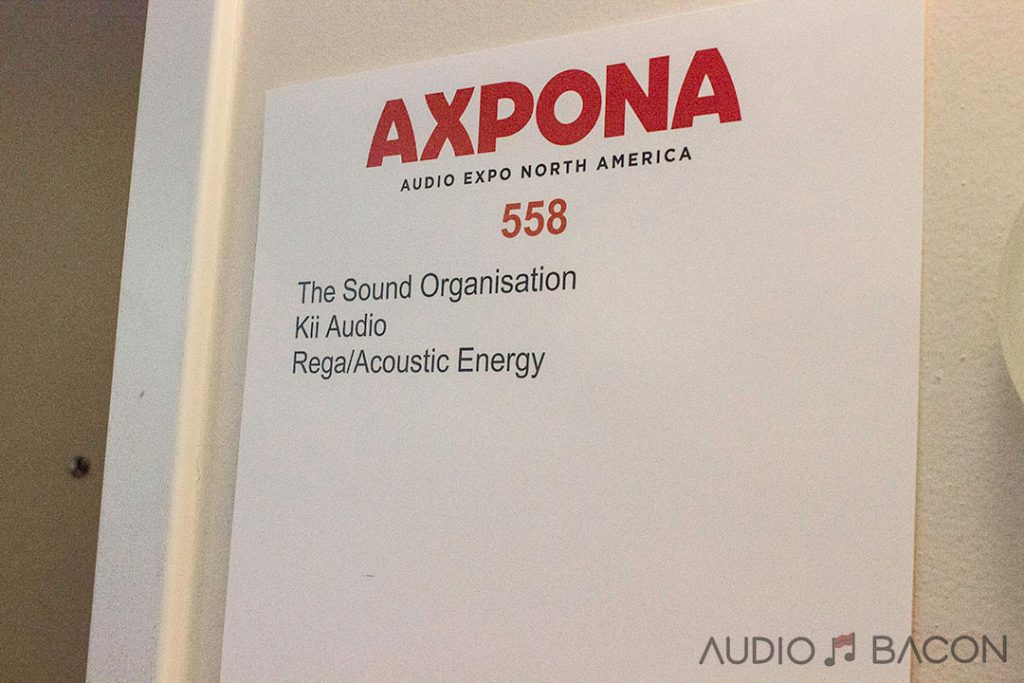 AXPONA
AUDIO EXPO NORTH AMERICA
558
The Sound Organisation
Kii Audio
Rega/Acoustic Energy
AUDIO BACON